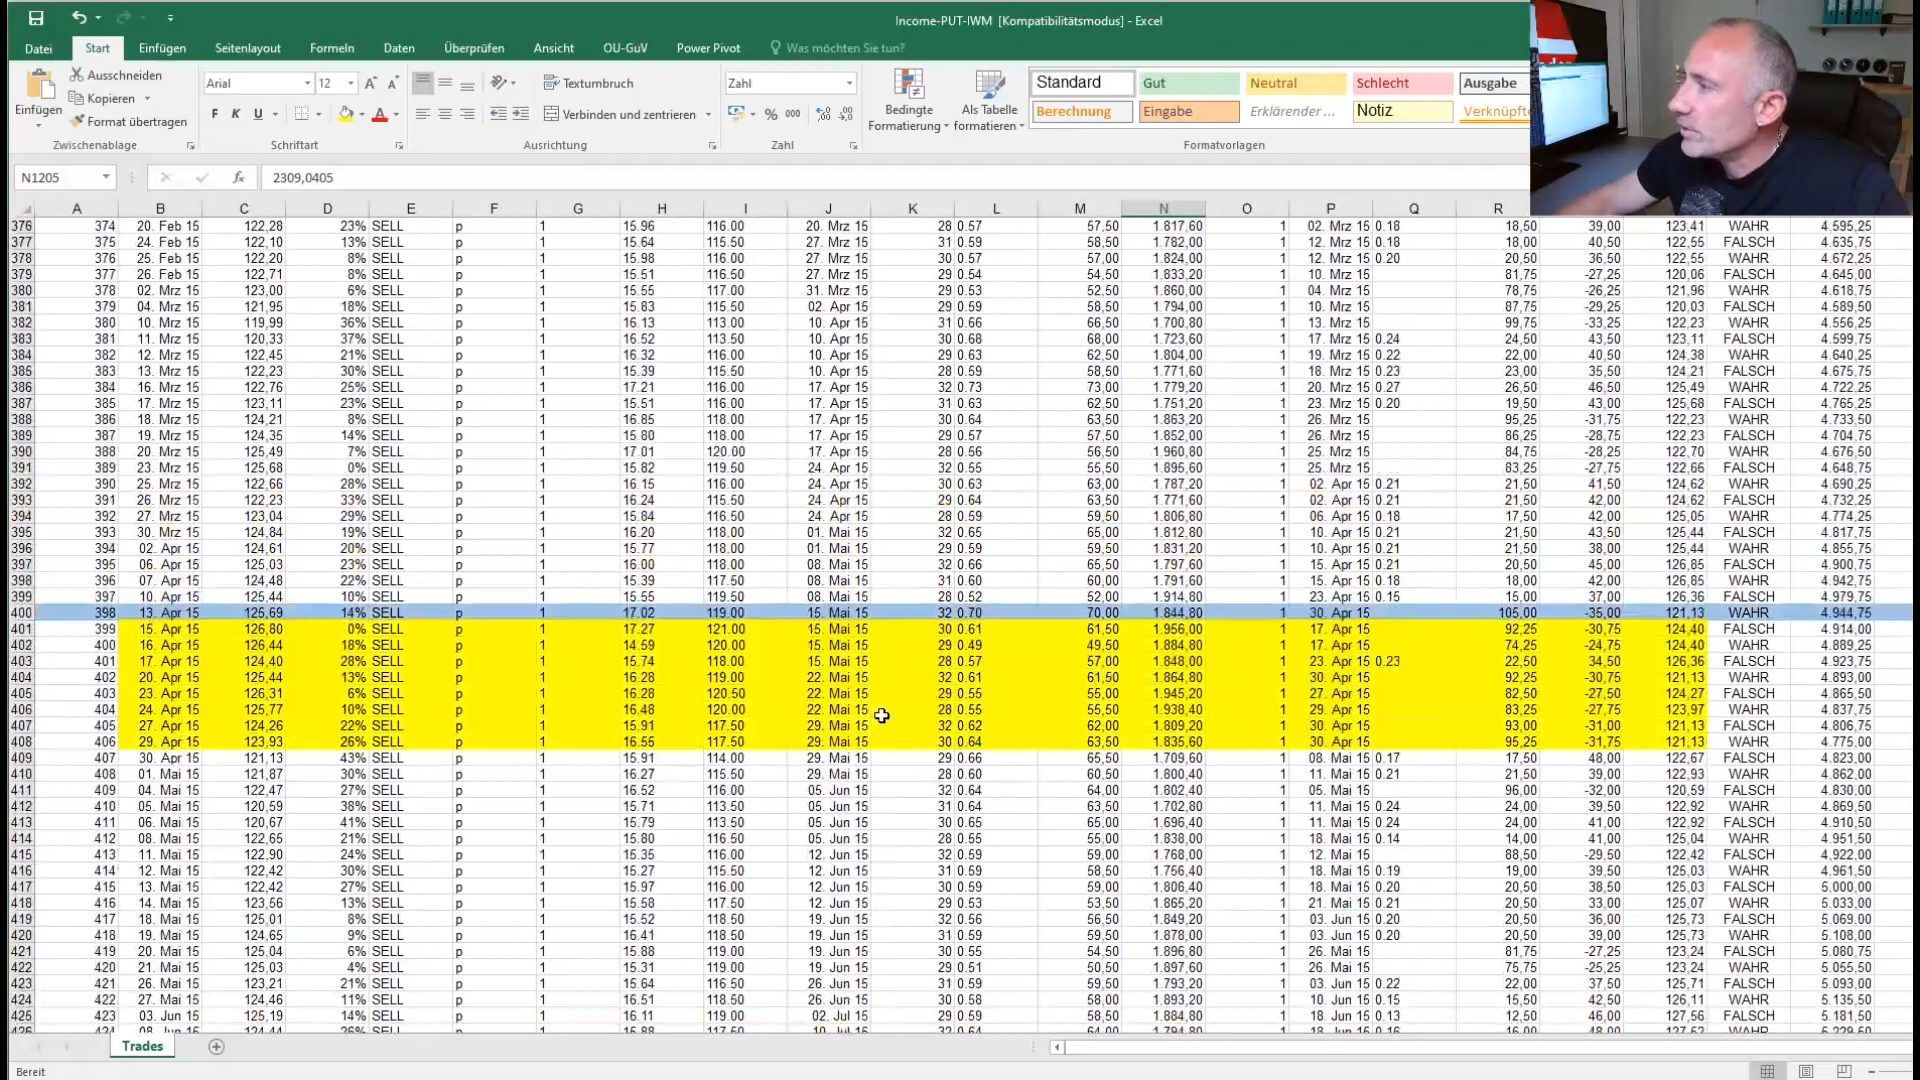 Income-PUT-IWM [Kompatibilitätsmodus] - Excel
Datei Start Einfügen Seitenlayout Formeln Daten Überprüfen Ansicht OU-GuV Power Pivot Was möchten Sie tun?
Einfügen
Ausschneiden
Kopieren
Format übertragen
Zwischenablage
Arial 12
F K U
Schriftart
Textumbruch
Verbinden und zentrieren
Ausrichtung
Zahl
% 000
Zahl
Bedingte Formatierung
Als Tabelle formatieren
Standard Gut Neutral Schlecht Ausgabe
Berechnung Eingabe Erklärender ... Notiz Verknüpft
Formatvorlagen
N1205 fx 2309,0405
A B C D E F G H I J K L M N O P Q R
376 374 20. Feb 15 122,28 23% SELL p 1 15.96 116.00 20. Mrz 15 28 0.57 57,50 1.817,60 1 02. Mrz 15 0.18 18,50 39,00 123,41 WAHR 4.595,25
377 375 24. Feb 15 122,10 13% SELL p 1 15.64 115.50 27. Mrz 15 31 0.59 58,50 1.782,00 1 12. Mrz 15 0.18 18,00 40,50 122,55 FALSCH 4.635,75
378 376 25. Feb 15 122,20 8% SELL p 1 15.98 116.00 27. Mrz 15 30 0.57 57,00 1.824,00 1 12. Mrz 15 0.20 20,50 36,50 122,55 WAHR 4.672,25
379 377 26. Feb 15 122,71 8% SELL p 1 15.51 116.00 27. Mrz 15 29 0.54 54,50 1.833,20 1 10. Mrz 15 81,75 -27,25 120,06 FALSCH 4.645,00
380 378 02. Mrz 15 123,00 6% SELL p 1 15.55 117.00 31. Mrz 15 29 0.53 52,50 1.860,00 1 04. Mrz 15 78,75 -26,25 121,96 WAHR 4.618,75
381 379 04. Mrz 15 121,95 18% SELL p 1 15.83 115.50 02. Apr 15 29 0.59 58,50 1.794,00 1 10. Mrz 15 87,75 -29,25 120,03 FALSCH 4.589,50
382 380 10. Mrz 15 119,99 36% SELL p 1 16.13 113.00 10. Apr 15 31 0.66 66,50 1.700,80 1 13. Mrz 15 99,75 -33,25 122,23 WAHR 4.556,25
383 381 11. Mrz 15 120,33 37% SELL p 1 16.52 113.50 10. Apr 15 30 0.68 68,00 1.723,60 1 17. Mrz 15 0.24 24,50 43,50 123,11 FALSCH 4.599,75
384 382 12. Mrz 15 122,45 21% SELL p 1 16.32 116.00 10. Apr 15 29 0.63 62,50 1.804,00 1 19. Mrz 15 0.22 22,00 40,50 124,38 WAHR 4.640,25
385 383 13. Mrz 15 122,23 30% SELL p 1 15.39 115.50 10. Apr 15 28 0.59 58,50 1.771,60 1 18. Mrz 15 0.23 23,00 35,50 124,21 FALSCH 4.675,75
386 384 16. Mrz 15 122,76 25% SELL p 1 17.21 116.00 17. Apr 15 32 0.73 73,00 1.779,20 1 20. Mrz 15 0.27 26,50 46,50 125,49 WAHR 4.722,25
387 385 17. Mrz 15 123,11 23% SELL p 1 15.51 116.00 17. Apr 15 31 0.63 62,50 1.751,20 1 23. Mrz 15 0.20 19,50 43,00 125,68 FALSCH 4.765,25
388 386 18. Mrz 15 124,21 8% SELL p 1 16.85 118.00 17. Apr 15 30 0.64 63,50 1.863,20 1 26. Mrz 15 95,25 -31,75 122,23 WAHR 4.733,50
389 387 19. Mrz 15 124,35 14% SELL p 1 15.80 118.00 17. Apr 15 29 0.57 57,50 1.852,00 1 26. Mrz 15 86,25 -28,75 122,23 FALSCH 4.704,75
390 388 20. Mrz 15 125,49 7% SELL p 1 17.01 120.00 17. Apr 15 28 0.56 56,50 1.960,80 1 25. Mrz 15 84,75 -28,25 122,70 WAHR 4.676,50
391 389 23. Mrz 15 125,68 0% SELL p 1 15.82 119.50 24. Apr 15 32 0.55 55,50 1.895,60 1 25. Mrz 15 83,25 -27,75 122,66 FALSCH 4.648,75
392 390 25. Mrz 15 122,66 28% SELL p 1 16.15 116.00 24. Apr 15 30 0.63 63,00 1.787,20 1 02. Apr 15 0.21 21,50 41,50 124,62 WAHR 4.690,25
393 391 26. Mrz 15 122,23 33% SELL p 1 16.24 115.50 24. Apr 15 29 0.64 63,50 1.771,60 1 02. Apr 15 0.21 21,50 42,00 124,62 FALSCH 4.732,25
394 392 27. Mrz 15 123,04 29% SELL p 1 15.84 116.50 24. Apr 15 28 0.59 59,50 1.806,80 1 06. Apr 15 0.18 17,50 42,00 125,05 WAHR 4.774,25
395 393 30. Mrz 15 124,84 19% SELL p 1 16.20 118.00 01. Mai 15 32 0.65 65,00 1.812,80 1 10. Apr 15 0.21 21,50 43,50 125,44 FALSCH 4.817,75
396 394 02. Apr 15 124,61 20% SELL p 1 15.77 118.00 01. Mai 15 29 0.59 59,50 1.831,20 1 10. Apr 15 0.21 21,50 38,00 125,44 WAHR 4.855,75
397 395 06. Apr 15 125,03 23% SELL p 1 16.00 118.00 08. Mai 15 32 0.66 65,50 1.797,60 1 15. Apr 15 0.21 20,50 45,00 126,85 FALSCH 4.900,75
398 396 07. Apr 15 124,48 22% SELL p 1 15.39 117.50 08. Mai 15 31 0.60 60,00 1.791,60 1 15. Apr 15 0.18 18,00 42,00 126,85 WAHR 4.942,75
399 397 10. Apr 15 125,44 10% SELL p 1 15.55 119.50 08. Mai 15 28 0.52 52,00 1.914,80 1 23. Apr 15 0.15 15,00 37,00 126,36 FALSCH 4.979,75
400 398 13. Apr 15 125,69 14% SELL p 1 17.02 119.00 15. Mai 15 32 0.70 70,00 1.844,80 1 30. Apr 15 105,00 -35,00 121,13 WAHR 4.944,75
401 399 15. Apr 15 126,80 0% SELL p 1 17.27 121.00 15. Mai 15 30 0.61 61,50 1.956,00 1 17. Apr 15 92,25 -30,75 124,40 FALSCH 4.914,00
402 400 16. Apr 15 126,44 18% SELL p 1 14.59 120.00 15. Mai 15 29 0.49 49,50 1.884,80 1 17. Apr 15 74,25 -24,75 124,40 WAHR 4.889,25
403 401 17. Apr 15 124,40 28% SELL p 1 15.74 118.00 15. Mai 15 28 0.57 57,00 1.848,00 1 23. Apr 15 0.23 22,50 34,50 126,36 FALSCH 4.923,75
404 402 20. Apr 15 125,44 13% SELL p 1 16.28 119.00 22. Mai 15 32 0.61 61,50 1.864,80 1 30. Apr 15 92,25 -30,75 121,13 WAHR 4.893,00
405 403 23. Apr 15 126,31 6% SELL p 1 16.28 120.50 22. Mai 15 29 0.55 55,00 1.945,20 1 27. Apr 15 82,50 -27,50 124,27 FALSCH 4.865,50
406 404 24. Apr 15 125,77 10% SELL p 1 16.48 120.00 22. Mai 15 28 0.55 55,50 1.938,40 1 29. Apr 15 83,25 -27,75 123,97 WAHR 4.837,75
407 405 27. Apr 15 124,26 22% SELL p 1 15.91 117.50 29. Mai 15 32 0.62 62,00 1.809,20 1 30. Apr 15 93,00 -31,00 121,13 FALSCH 4.806,75
408 406 29. Apr 15 123,93 26% SELL p 1 16.55 117.50 29. Mai 15 30 0.64 63,50 1.835,60 1 30. Apr 15 95,25 -31,75 121,13 WAHR 4.775,00
409 407 30. Apr 15 121,13 43% SELL p 1 15.91 114.00 29. Mai 15 29 0.66 65,50 1.709,60 1 08. Mai 15 0.17 17,50 48,00 122,67 FALSCH 4.823,00
410 408 01. Mai 15 121,87 30% SELL p 1 16.27 115.50 29. Mai 15 28 0.60 60,50 1.800,40 1 11. Mai 15 0.21 21,50 39,00 122,93 WAHR 4.862,00
411 409 04. Mai 15 122,47 27% SELL p 1 16.52 116.00 05. Jun 15 32 0.64 64,00 1.802,40 1 05. Mai 15 96,00 -32,00 120,59 FALSCH 4.830,00
412 410 05. Mai 15 120,59 38% SELL p 1 15.71 113.50 05. Jun 15 31 0.64 63,50 1.702,80 1 11. Mai 15 0.24 24,00 39,50 122,92 WAHR 4.869,50
413 411 06. Mai 15 120,67 41% SELL p 1 15.79 113.50 05. Jun 15 30 0.65 65,00 1.696,40 1 11. Mai 15 0.24 24,00 41,00 122,92 FALSCH 4.910,50
414 412 08. Mai 15 122,65 21% SELL p 1 15.80 116.50 05. Jun 15 28 0.55 55,00 1.838,00 1 18. Mai 15 0.14 14,00 41,00 125,04 WAHR 4.951,50
415 413 11. Mai 15 122,90 24% SELL p 1 15.35 116.00 12. Jun 15 32 0.59 59,00 1.768,00 1 12. Mai 15 88,50 -29,50 122,42 FALSCH 4.922,00
416 414 12. Mai 15 122,42 30% SELL p 1 15.27 115.50 12. Jun 15 31 0.59 58,50 1.756,40 1 18. Mai 15 0.19 19,00 39,50 125,03 WAHR 4.961,50
417 415 13. Mai 15 122,42 27% SELL p 1 15.97 116.00 12. Jun 15 30 0.59 59,00 1.806,40 1 18. Mai 15 0.20 20,50 38,50 125,03 FALSCH 5.000,00
418 416 14. Mai 15 123,56 13% SELL p 1 15.58 117.50 12. Jun 15 29 0.53 53,00 1.865,20 1 21. Mai 15 0.21 20,00 33,00 125,07 WAHR 5.033,00
419 417 18. Mai 15 125,01 8% SELL p 1 15.52 118.50 19. Jun 15 32 0.56 56,50 1.849,20 1 03. Jun 15 0.20 20,50 36,00 125,73 FALSCH 5.069,00
420 418 19. Mai 15 124,65 9% SELL p 1 16.41 118.50 19. Jun 15 31 0.59 59,50 1.878,00 1 03. Jun 15 0.20 20,50 39,00 125,73 WAHR 5.108,00
421 419 20. Mai 15 125,04 6% SELL p 1 15.88 119.00 19. Jun 15 30 0.55 54,50 1.896,80 1 26. Mai 15 81,75 -27,25 123,24 FALSCH 5.080,75
422 420 21. Mai 15 125,03 4% SELL p 1 15.31 119.00 19. Jun 15 29 0.51 50,50 1.897,60 1 26. Mai 15 75,75 -25,25 123,24 WAHR 5.055,50
423 421 26. Mai 15 123,21 21% SELL p 1 15.64 116.50 26. Jun 15 31 0.59 59,50 1.793,20 1 03. Jun 15 0.22 22,00 37,50 125,71 FALSCH 5.093,00
424 422 27. Mai 15 124,46 11% SELL p 1 16.51 118.50 26. Jun 15 30 0.58 58,00 1.893,20 1 10. Jun 15 0.15 15,50 42,50 126,11 WAHR 5.135,50
425 423 03. Jun 15 125,19 14% SELL p 1 16.11 119.00 02. Jul 15 29 0.59 58,50 1.884,80 1 18. Jun 15 0.13 12,50 46,00 127,56 FALSCH 5.181,50
Trades
Bereit